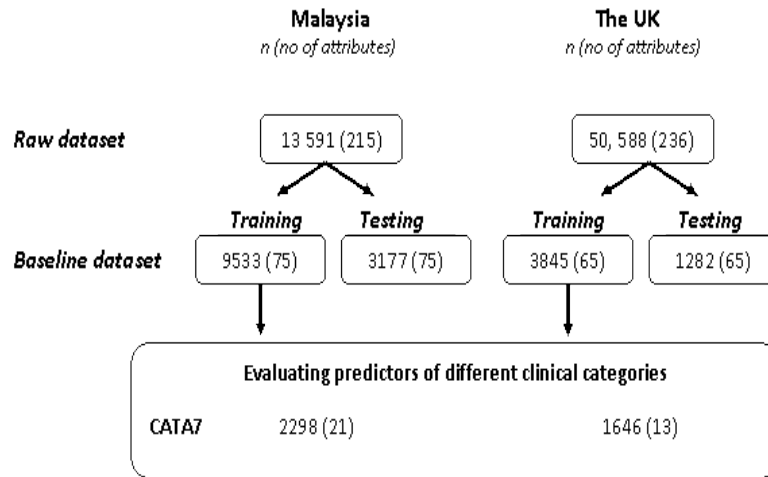 Malaysia The UK
n (no of attributes) n (no of attributes)
Raw dataset 13 591 (215) 50, 588 (236)
Training Testing Training Testing
Baseline dataset 9533 (75) 3177 (75) 3845 (65) 1282 (65)
Evaluating predictors of different clinical categories
CATA7 2298 (21) 1646 (13)